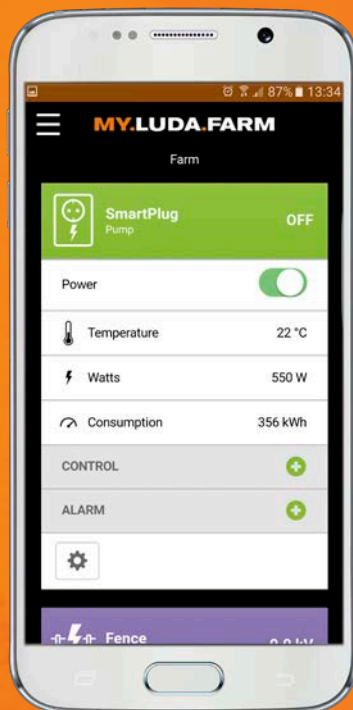 87% 13:34
MY.LUDA.FARM
Farm
SmartPlug OFF
Pump
Power
Temperature 22 °C
Watts 550 W
Consumption 356 kWh
CONTROL
ALARM
Fence